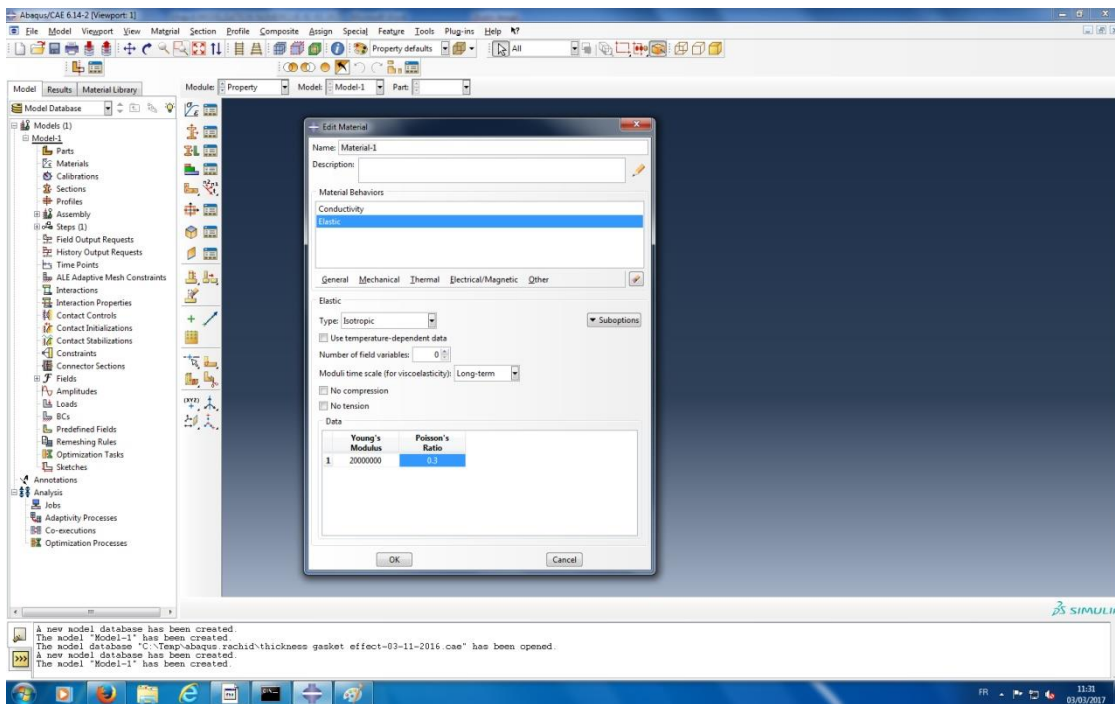 Abaqus/CAE 6.14-2 [Viewport: 1]
File Model Viewport View Material Section Profile Composite Assign Special Feature Tools Plug-ins Help
Property defaults All
Model Results Material Library Module: Property Model: Model-1 Part:
Model Database
Models (1)
Model-1
Parts
Materials
Calibrations
Sections
Profiles
Assembly
Steps (1)
Field Output Requests
History Output Requests
Time Points
ALE Adaptive Mesh Constraints
Interactions
Interaction Properties
Contact Controls
Contact Initializations
Contact Stabilizations
Constraints
Connector Sections
Fields
Amplitudes
Loads
BCs
Predefined Fields
Remeshing Rules
Optimization Tasks
Sketches
Annotations
Analysis
Jobs
Adaptivity Processes
Co-executions
Optimization Processes
(XYZ)
Edit Material
Name: Material-1
Description:
Material Behaviors
Conductivity
Elastic
General Mechanical Thermal Electrical/Magnetic Other
Elastic
Type: Isotropic Suboptions
Use temperature-dependent data
Number of field variables: 0
Moduli time scale (for viscoelasticity): Long-term
No compression
No tension
Data
Young's Poisson's
Modulus Ratio
1 20000000 0.3
OK Cancel
SIMULI
A new model database has been created.
The model "Model-1" has been created.
The model database "C:\Temp\abaqus.rachid\thickness gasket effect-03-11-2016.cae" has been opened.
A new model database has been created.
The model "Model-1" has been created.
>>>
FR
11:31
03/03/2017